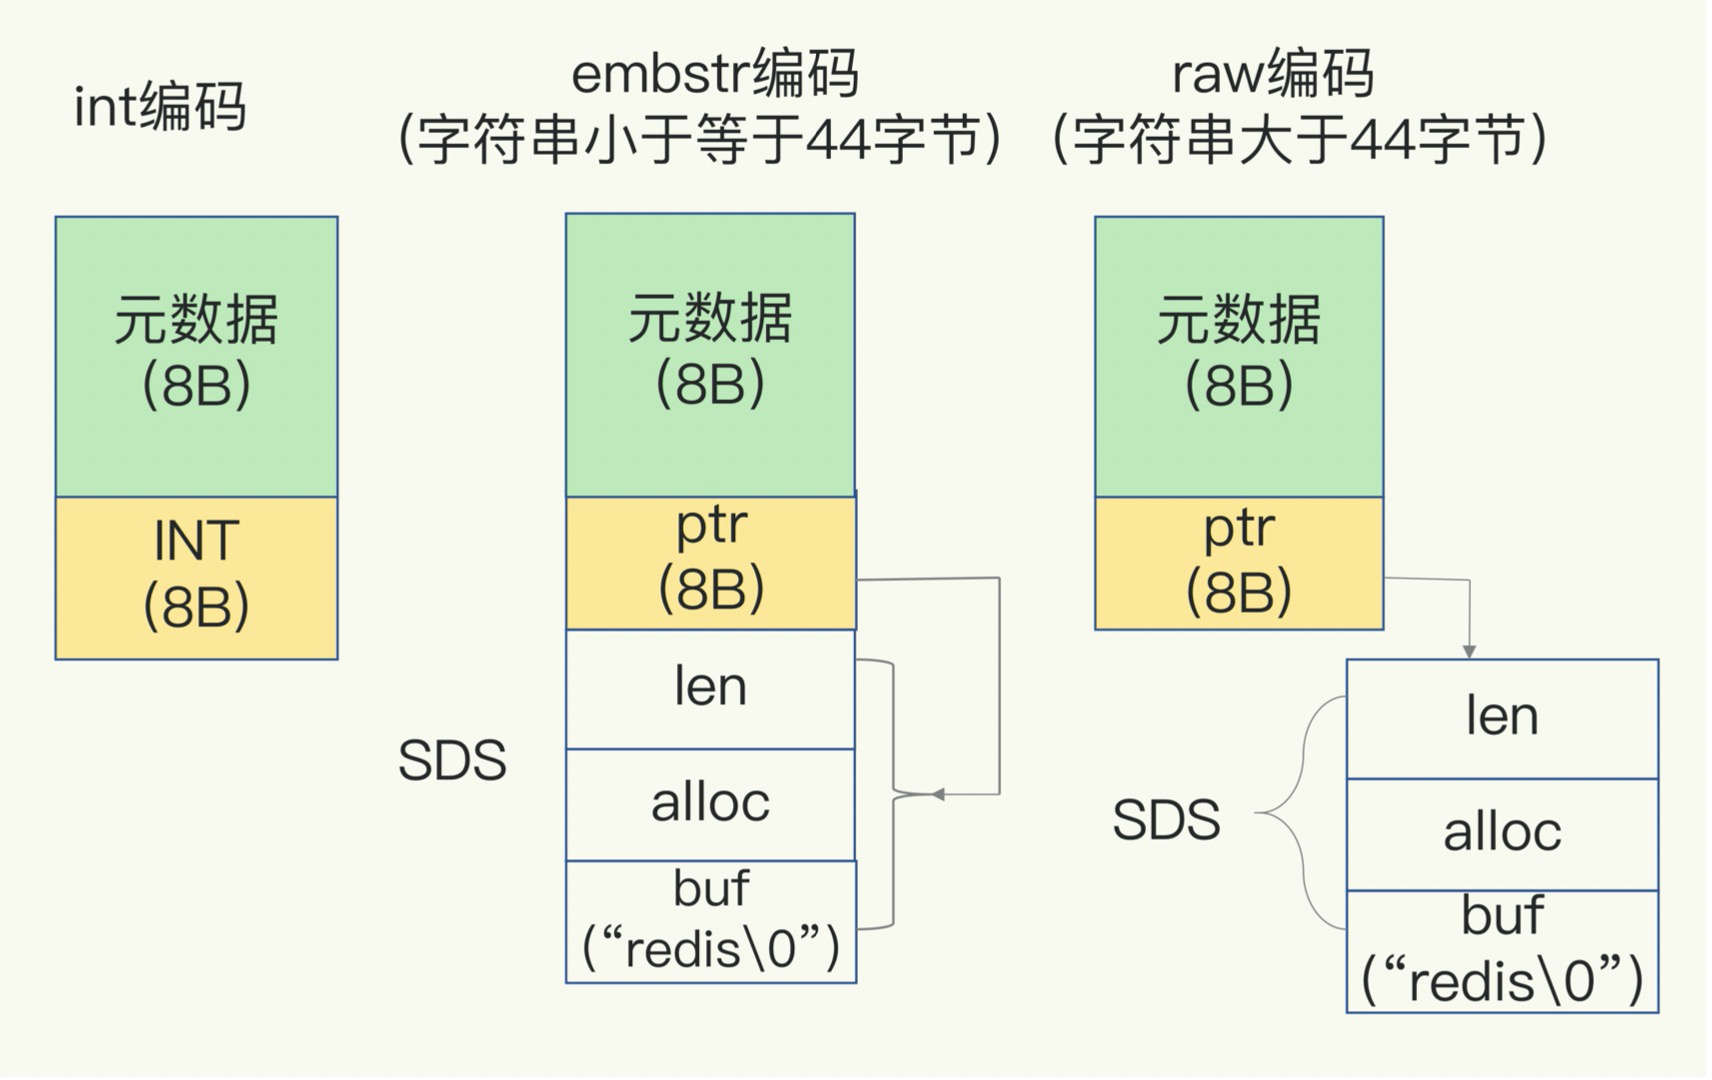 int编码
embstr编码
(字符串小于等于44字节)
raw编码
(字符串大于44字节)
元数据
(8B)
INT
(8B)
元数据
(8B)
ptr
(8B)
SDS
len
alloc
buf
(“redis\0”)
元数据
(8B)
ptr
(8B)
SDS
len
alloc
buf
(“redis\0”)